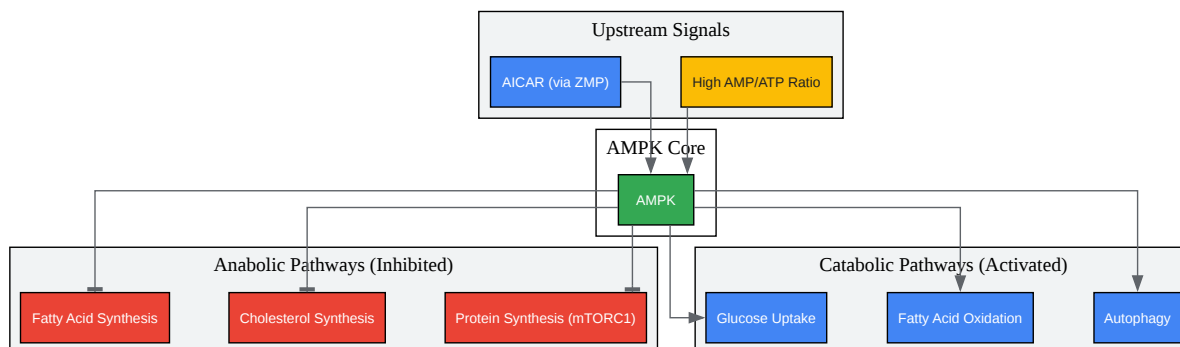 Upstream Signals
AICAR (via ZMP)
High AMP/ATP Ratio
AMPK Core
AMPK
Anabolic Pathways (Inhibited)
Catabolic Pathways (Activated)
Fatty Acid Synthesis
Cholesterol Synthesis
Protein Synthesis (mTORC1)
Glucose Uptake
Fatty Acid Oxidation
Autophagy